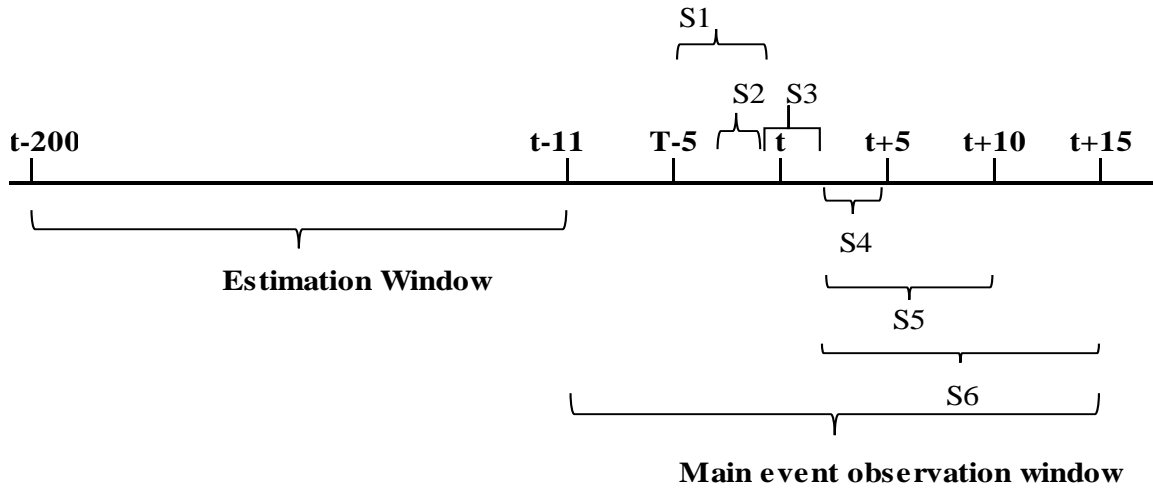 S1
S2 S3
t-200 t-11 T-5 t t+5 t+10 t+15
S4
Estimation Window
S5
S6
Main event observation window